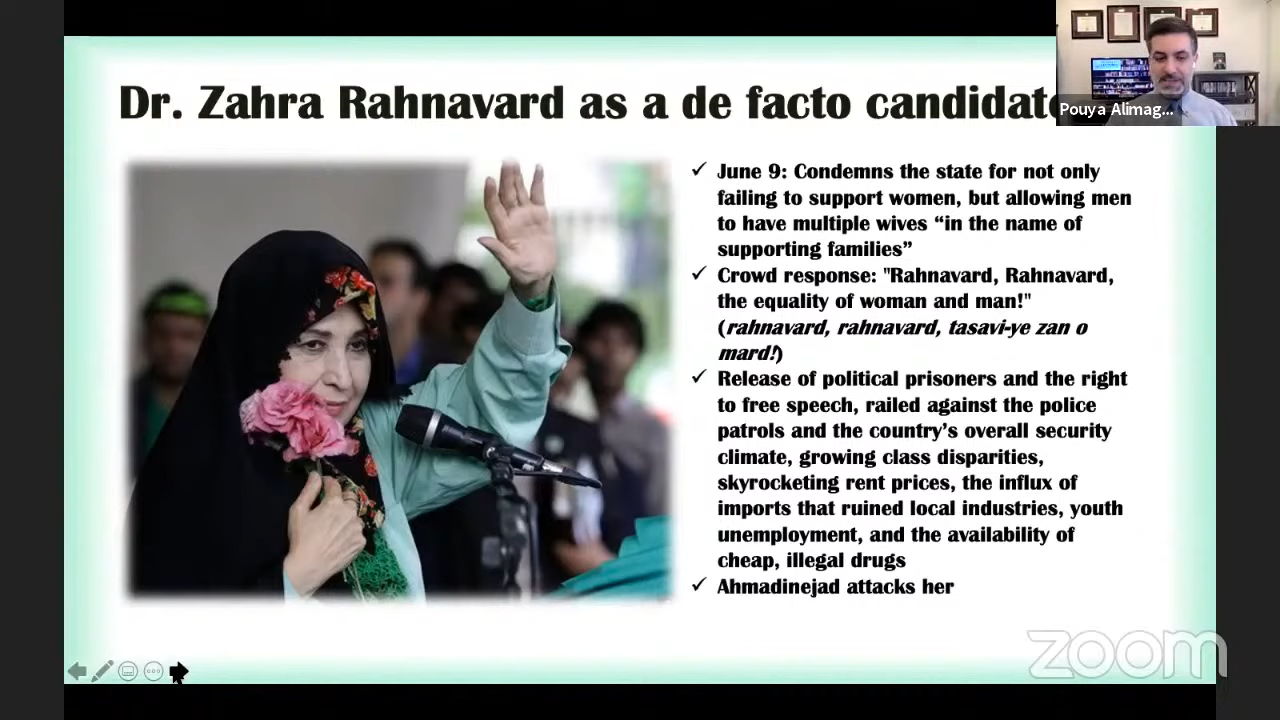 Dr. Zahra Rahnavard as a de facto candidate
Pouya Alimag...
✓ June 9: Condemns the state for not only
failing to support women, but allowing men
to have multiple wives “in the name of
supporting families”
✓ Crowd response: "Rahnavard, Rahnavard,
the equality of woman and man!"
(rahnavard, rahnavard, tasavi-ye zan o
mard!)
✓ Release of political prisoners and the right
to free speech, railed against the police
patrols and the country’s overall security
climate, growing class disparities,
skyrocketing rent prices, the influx of
imports that ruined local industries, youth
unemployment, and the availability of
cheap, illegal drugs
✓ Ahmadinejad attacks her
zoom